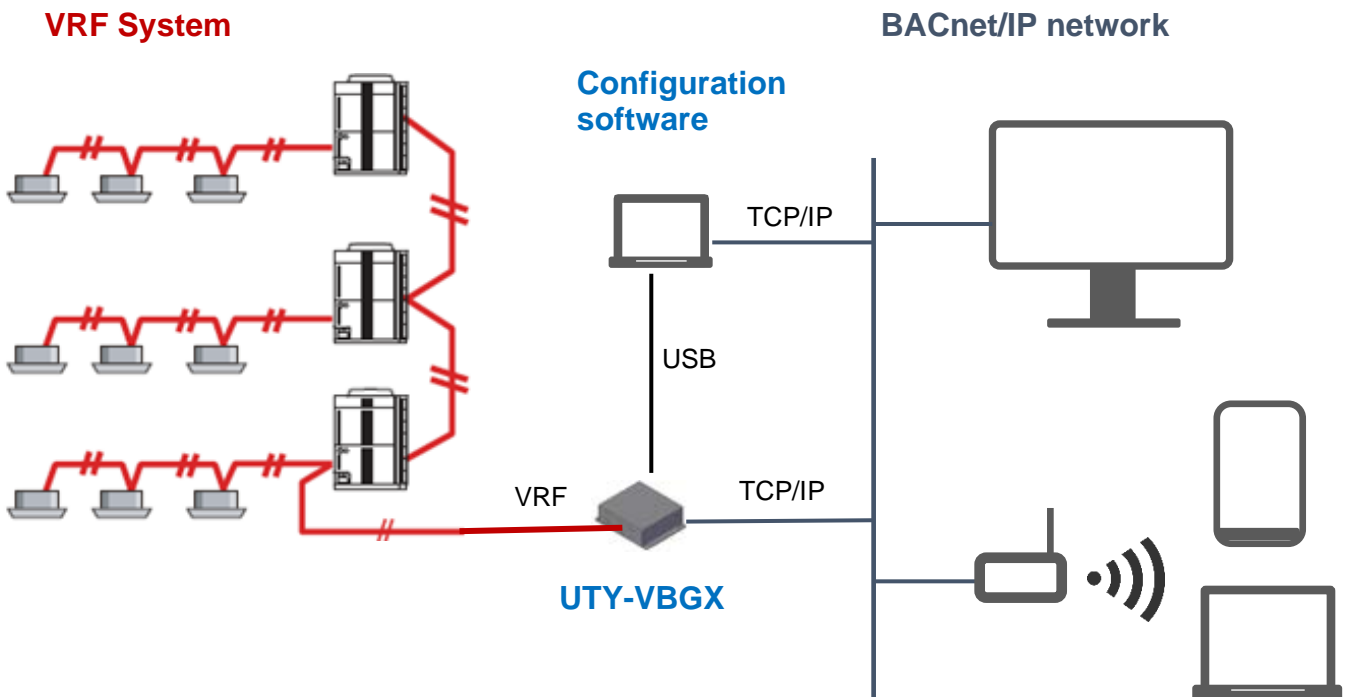 VRF System
BACnet/IP network
Configuration
software
TCP/IP
USB
VRF
TCP/IP
UTY-VBGX